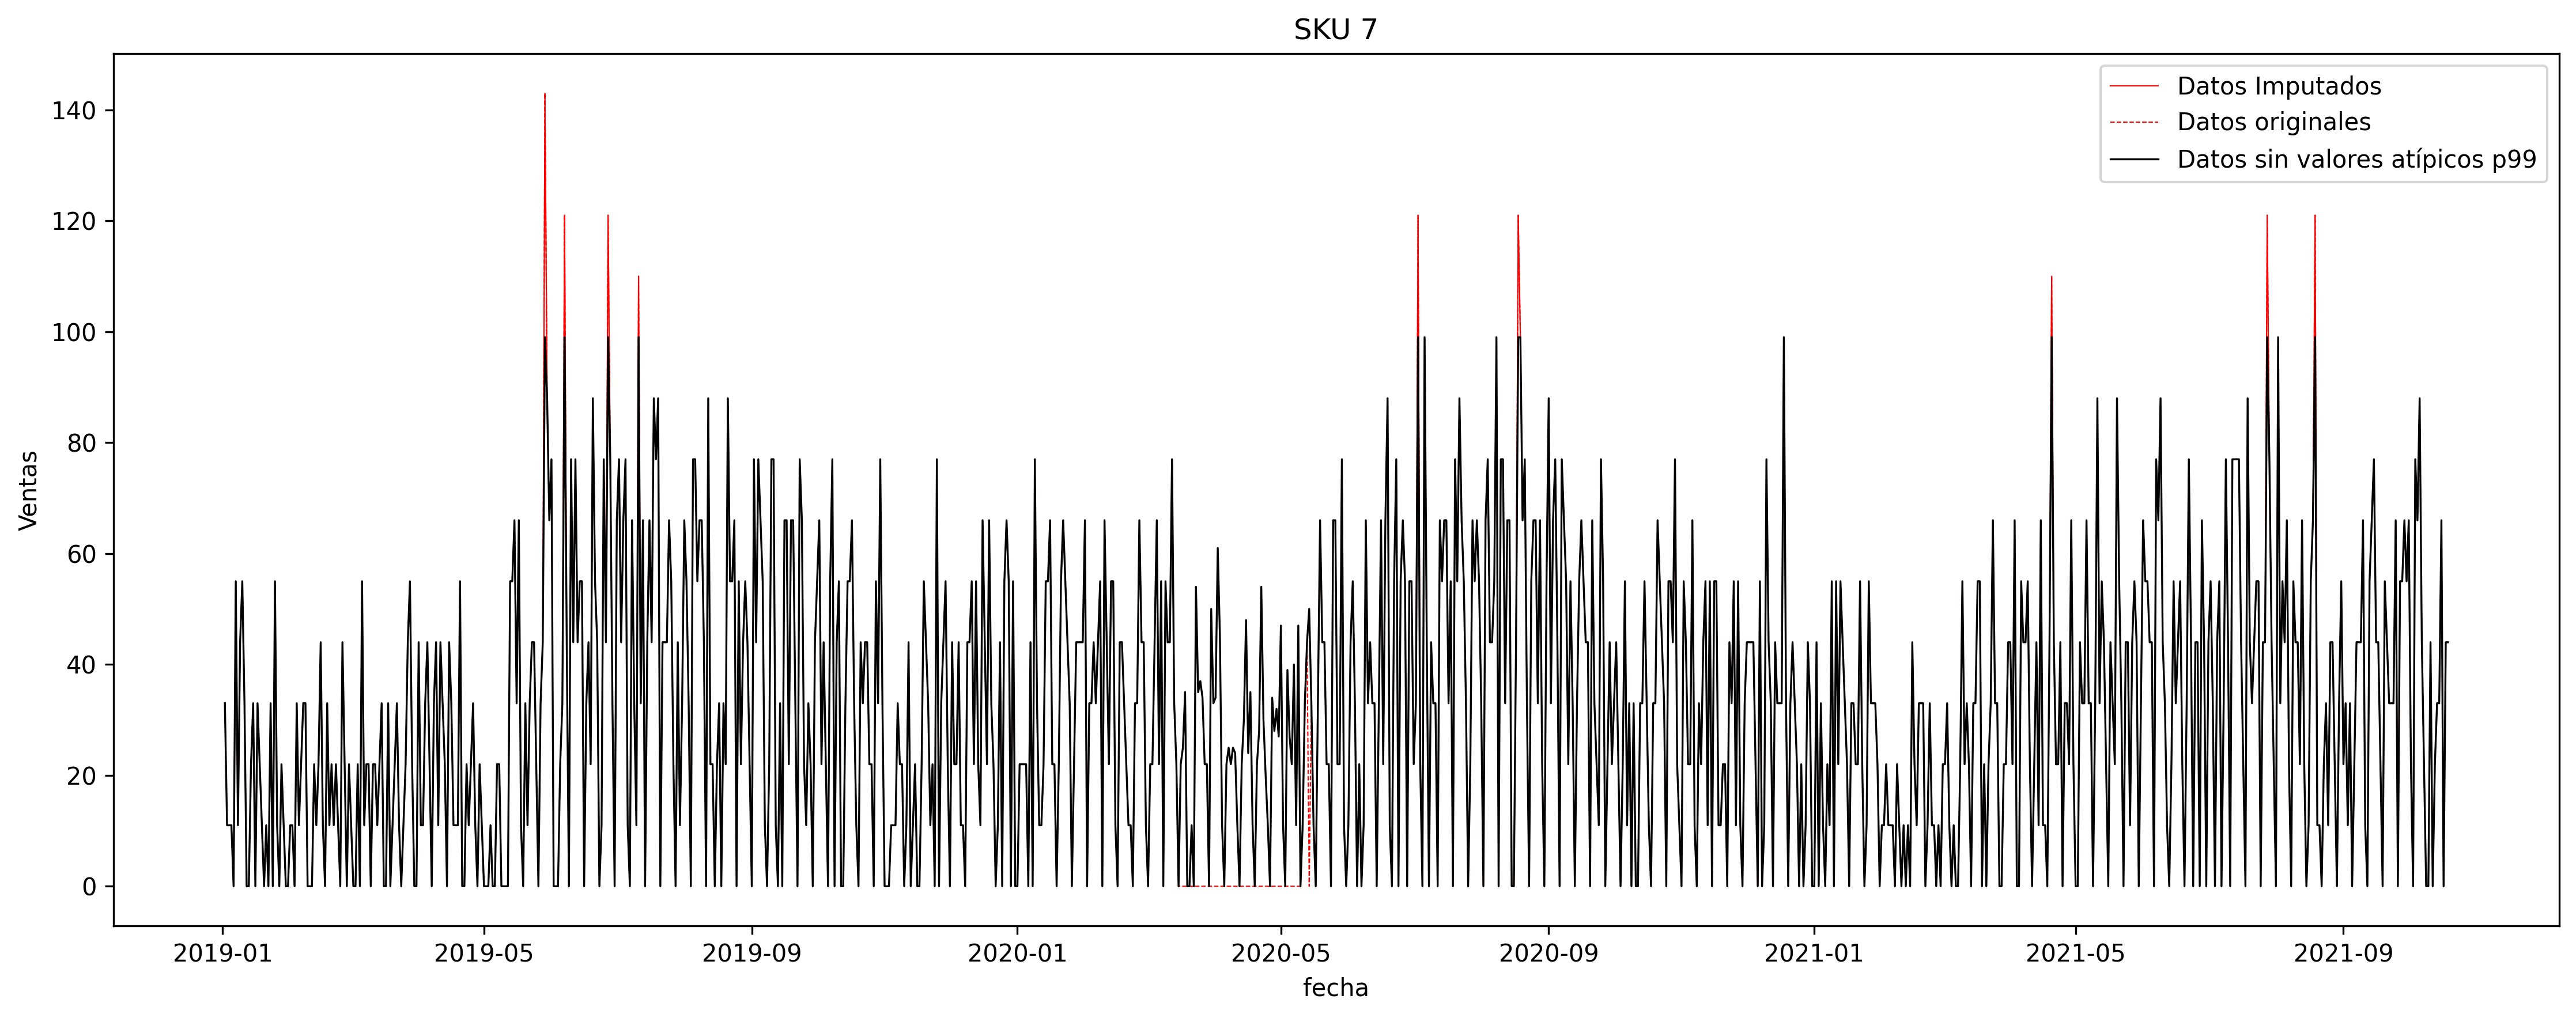 SKU 7
Datos Imputados
Datos originales
Datos sin valores atípicos p99
140
120
100
80
60
40
20
0
Ventas
2019-01 2019-05 2019-09 2020-01 2020-05 2020-09 2021-01 2021-05 2021-09
fecha